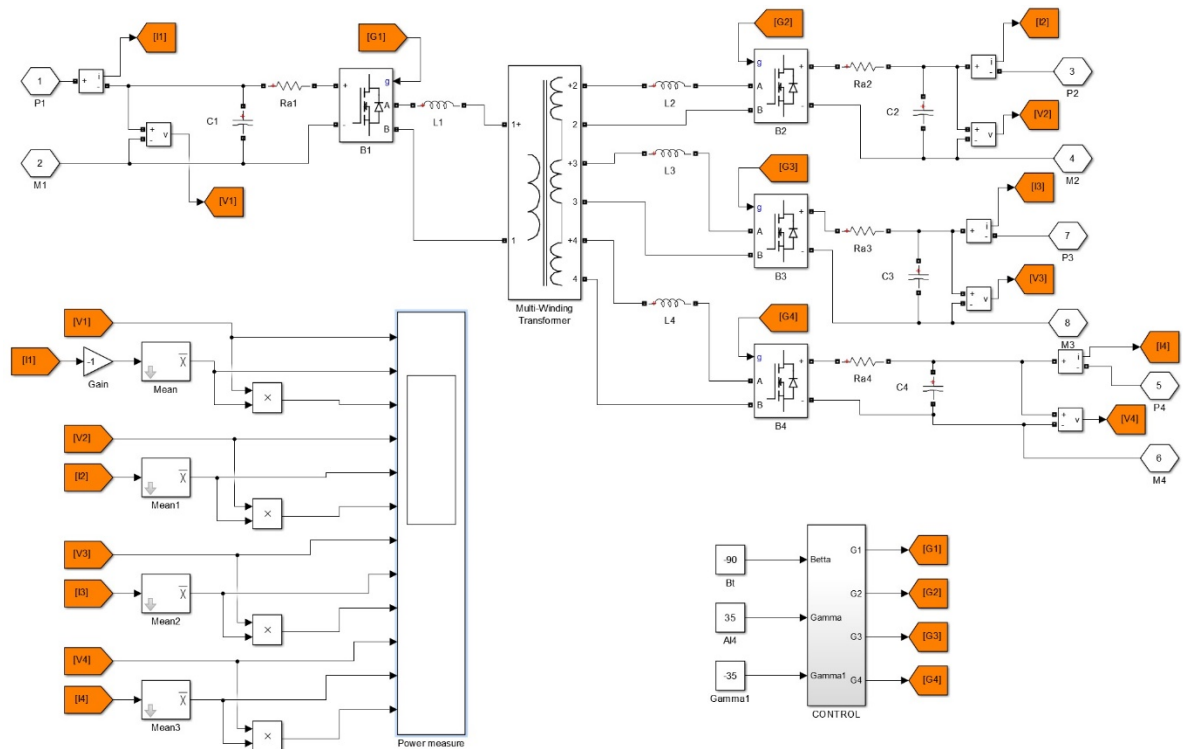 [I1]
[G1]
[G2]
[I2]
+ i
-
1
P1
+
-
g
A
B
B1
Ra1
C1
L1
+ v
-
2
M1
[V1]
1+
1
+2
2
+3
3
+4
4
Multi-Winding
Transformer
L2
g
A
B
+
-
B2
Ra2
C2
+ i
-
3
P2
+ v
-
[V2]
4
M2
L3
[G3]
g
A
B
+
-
B3
Ra3
C3
[I3]
+ i
-
7
P3
+ v
-
[V3]
8
M3
L4
[G4]
g
A
B
+
-
B4
Ra4
C4
[I4]
+ i
-
5
P4
+ v
-
[V4]
6
M4
[V1]
[I1]
-1
Gain
X
Mean
×
[V2]
[I2]
X
Mean1
×
[V3]
[I3]
X
Mean2
×
[V4]
[I4]
X
Mean3
×
Power measure
-90
Bt
35
Al4
-35
Gamma1
Betta
Gamma
Gamma1
G1
G2
G3
G4
CONTROL
[G1]
[G2]
[G3]
[G4]